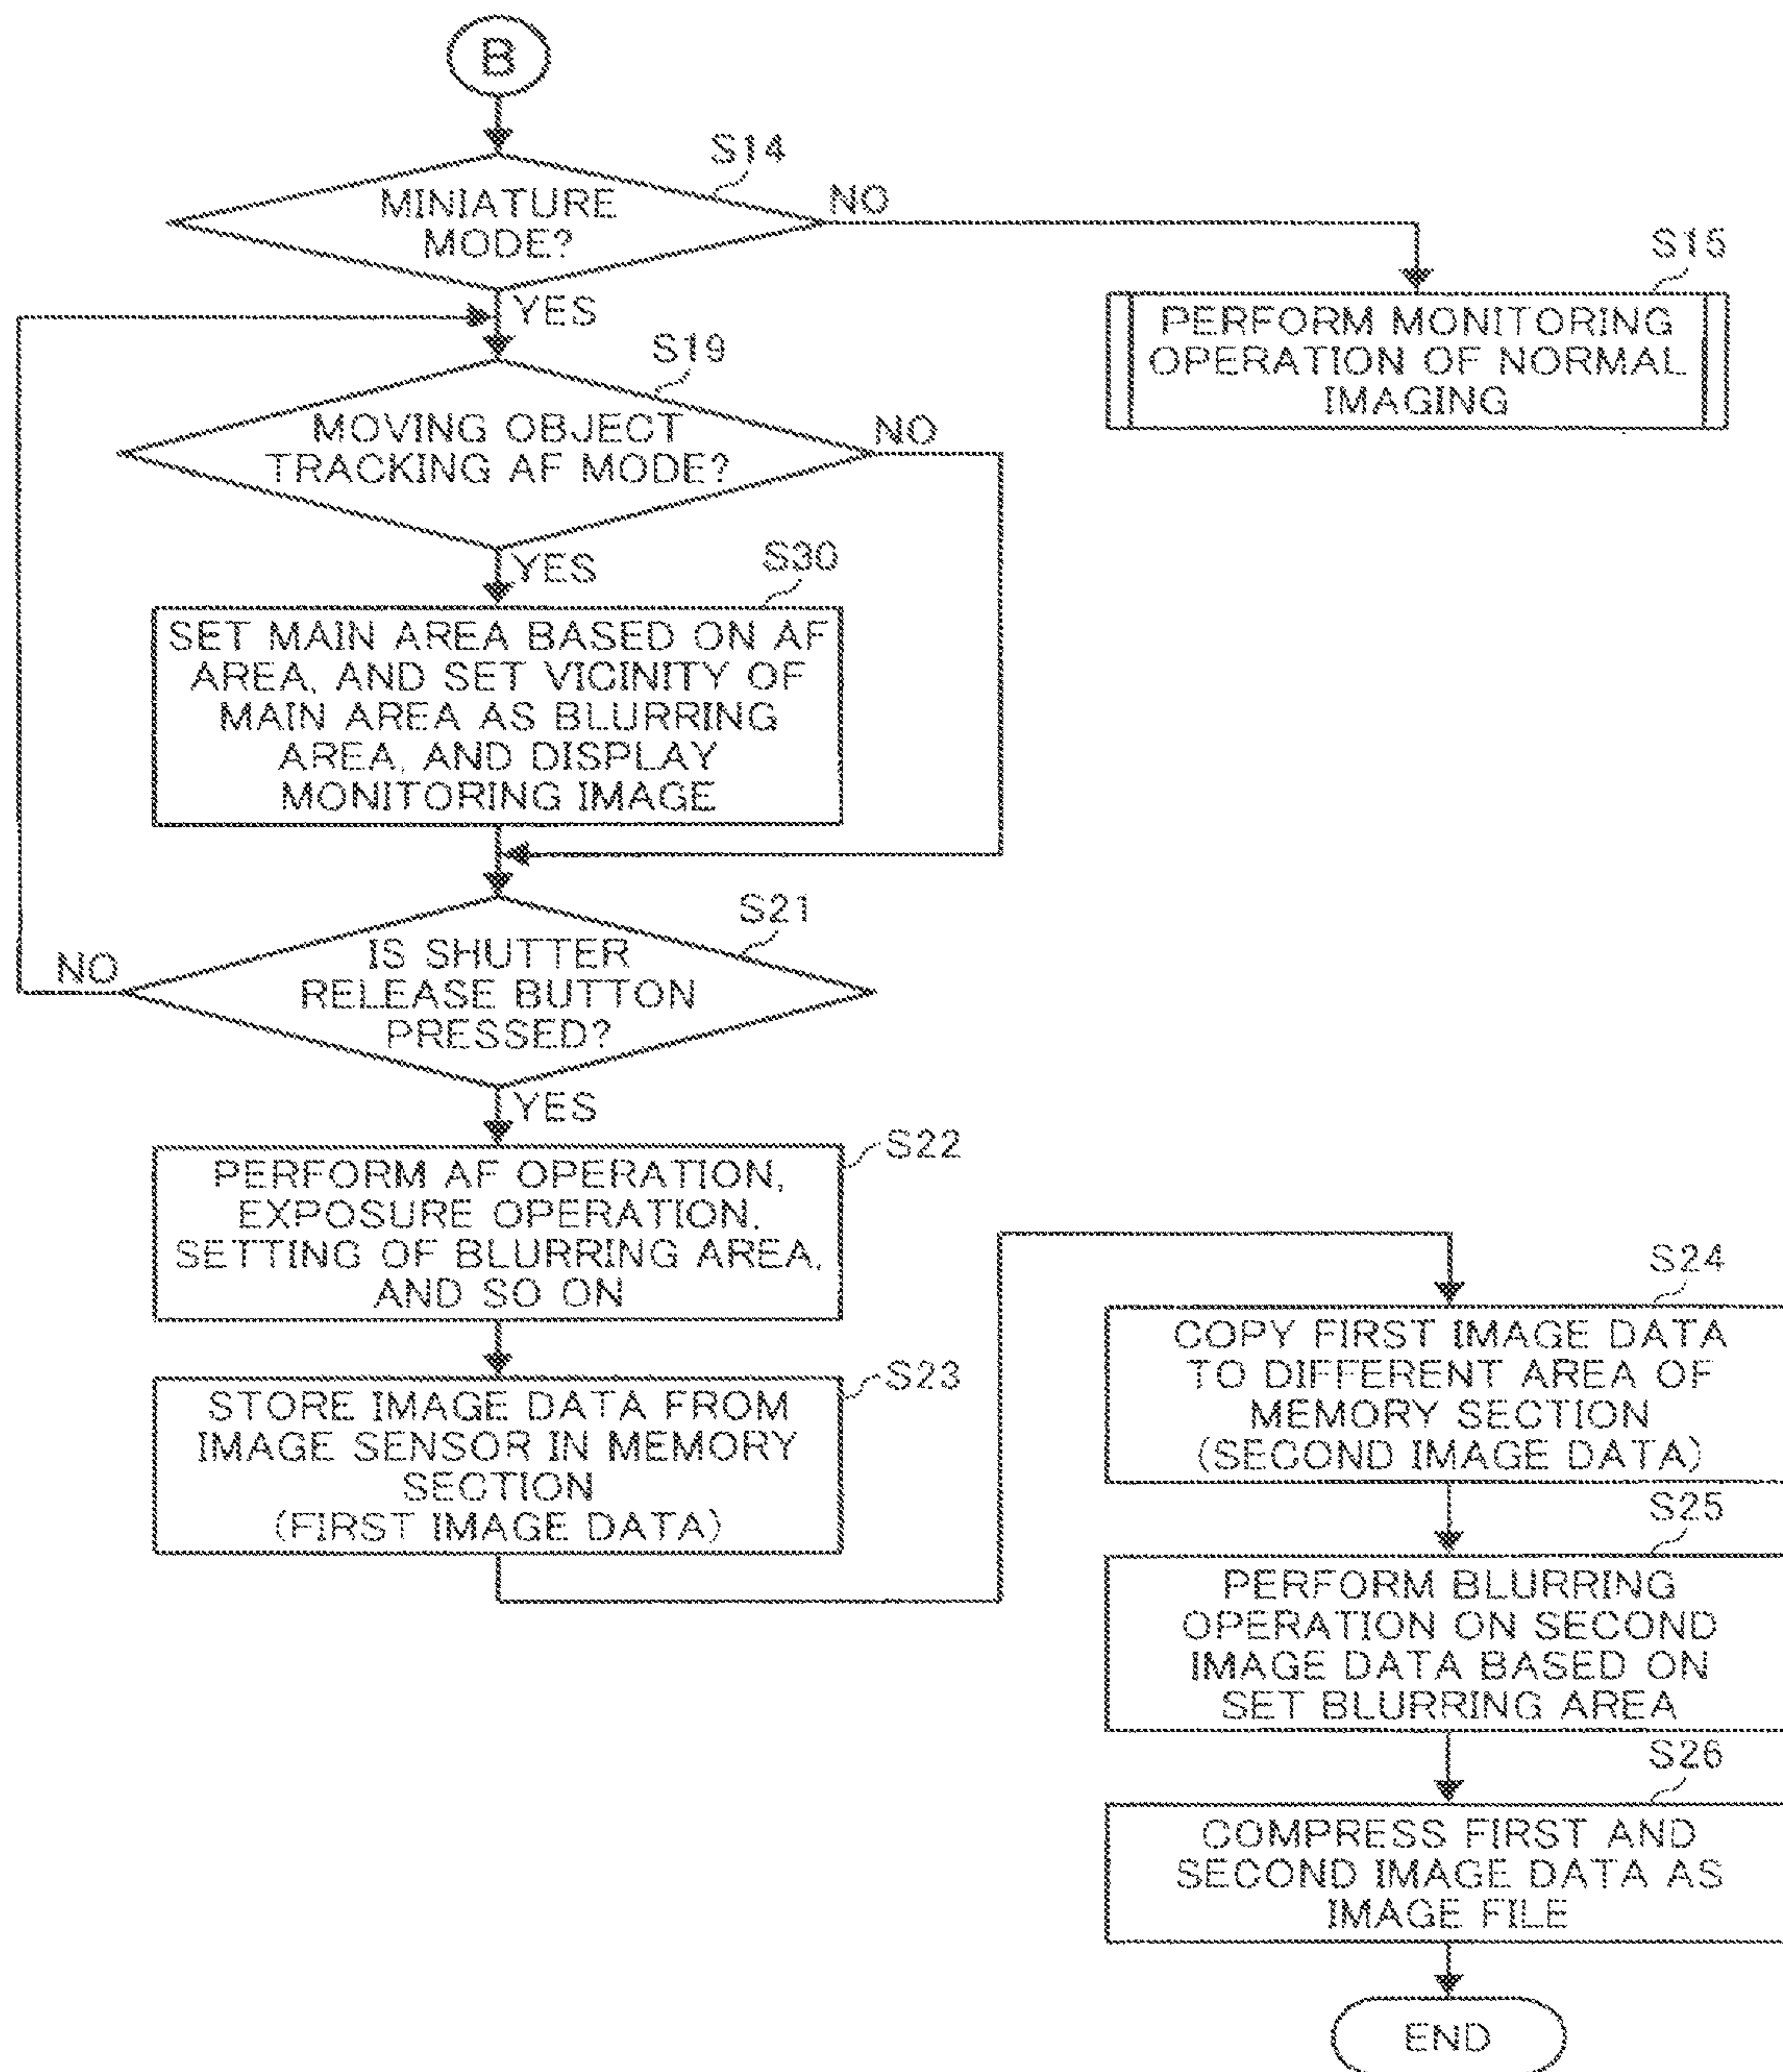 B
S14
MINIATURE
MODE?
NO
YES
S15
PERFORM MONITORING
OPERATION OF NORMAL
IMAGING
S19
MOVING OBJECT
TRACKING AF MODE?
NO
YES
S30
SET MAIN AREA BASED ON AF
AREA, AND SET VICINITY OF
MAIN AREA AS BLURRING
AREA, AND DISPLAY
MONITORING IMAGE
S21
IS SHUTTER
RELEASE BUTTON
PRESSED?
NO
YES
S22
PERFORM AF OPERATION,
EXPOSURE OPERATION,
SETTING OF BLURRING AREA,
AND SO ON
S23
STORE IMAGE DATA FROM
IMAGE SENSOR IN MEMORY
SECTION
(FIRST IMAGE DATA)
S24
COPY FIRST IMAGE DATA
TO DIFFERENT AREA OF
MEMORY SECTION
(SECOND IMAGE DATA)
S25
PERFORM BLURRING
OPERATION ON SECOND
IMAGE DATA BASED ON
SET BLURRING AREA
S26
COMPRESS FIRST AND
SECOND IMAGE DATA AS
IMAGE FILE
END